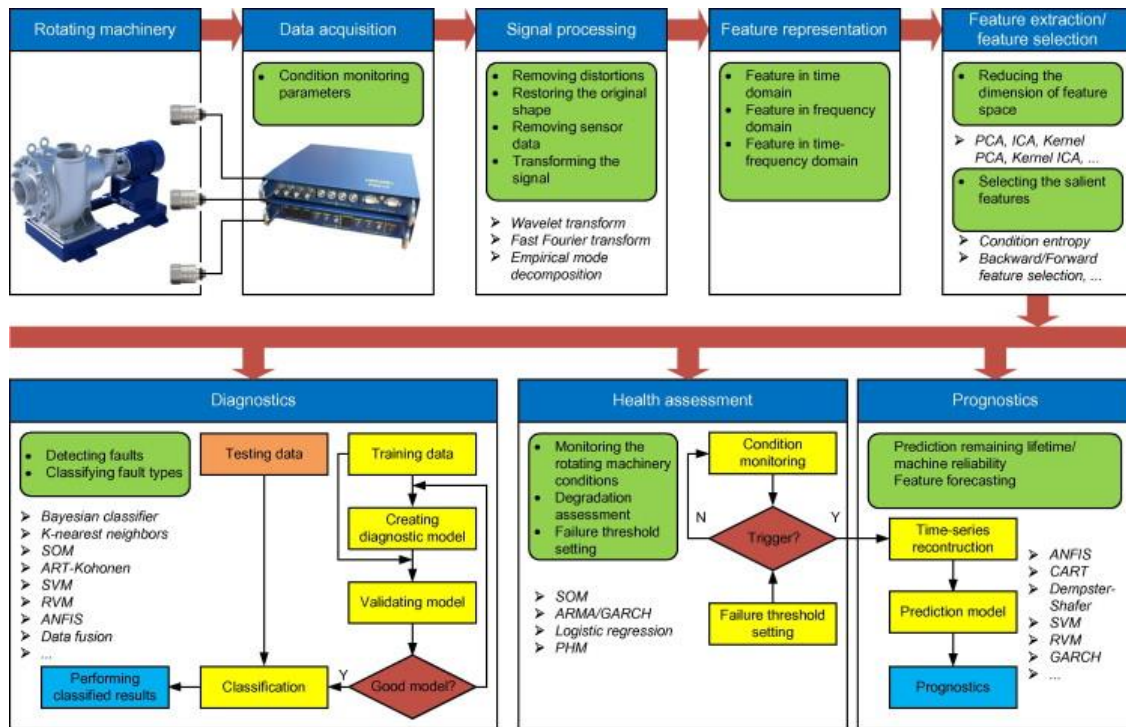 Rotating machinery
Data acquisition
Condition monitoring
parameters
Signal processing
Removing distortions
Restoring the original
shape
Removing sensor
data
Transforming the
signal
Wavelet transform
Fast Fourier transform
Empirical mode
decomposition
Feature representation
Feature in time
domain
Feature in frequency
domain
Feature in time-
frequency domain
Feature extraction/
feature selection
Reducing the
dimension of feature
space
PCA, ICA, Kernel
PCA, Kernel ICA, ...
Selecting the salient
features
Condition entropy
Backward/Forward
feature selection, ...
Diagnostics
Detecting faults
Classifying fault types
Bayesian classifier
K-nearest neighbors
SOM
ART-Kohonen
SVM
RVM
ANFIS
Data fusion
...
Testing data
Training data
Creating
diagnostic model
Validating model
Good model?
Y
Classification
Performing
classified results
Health assessment
Monitoring the
rotating machinery
conditions
Degradation
assessment
Failure threshold
setting
SOM
ARMA/GARCH
Logistic regression
PHM
Condition
monitoring
N
Y
Trigger?
Failure threshold
setting
Prognostics
Prediction remaining lifetime/
machine reliability
Feature forecasting
Time-series
recontruction
Prediction model
Prognostics
ANFIS
CART
Dempster-
Shafer
SVM
RVM
GARCH
...